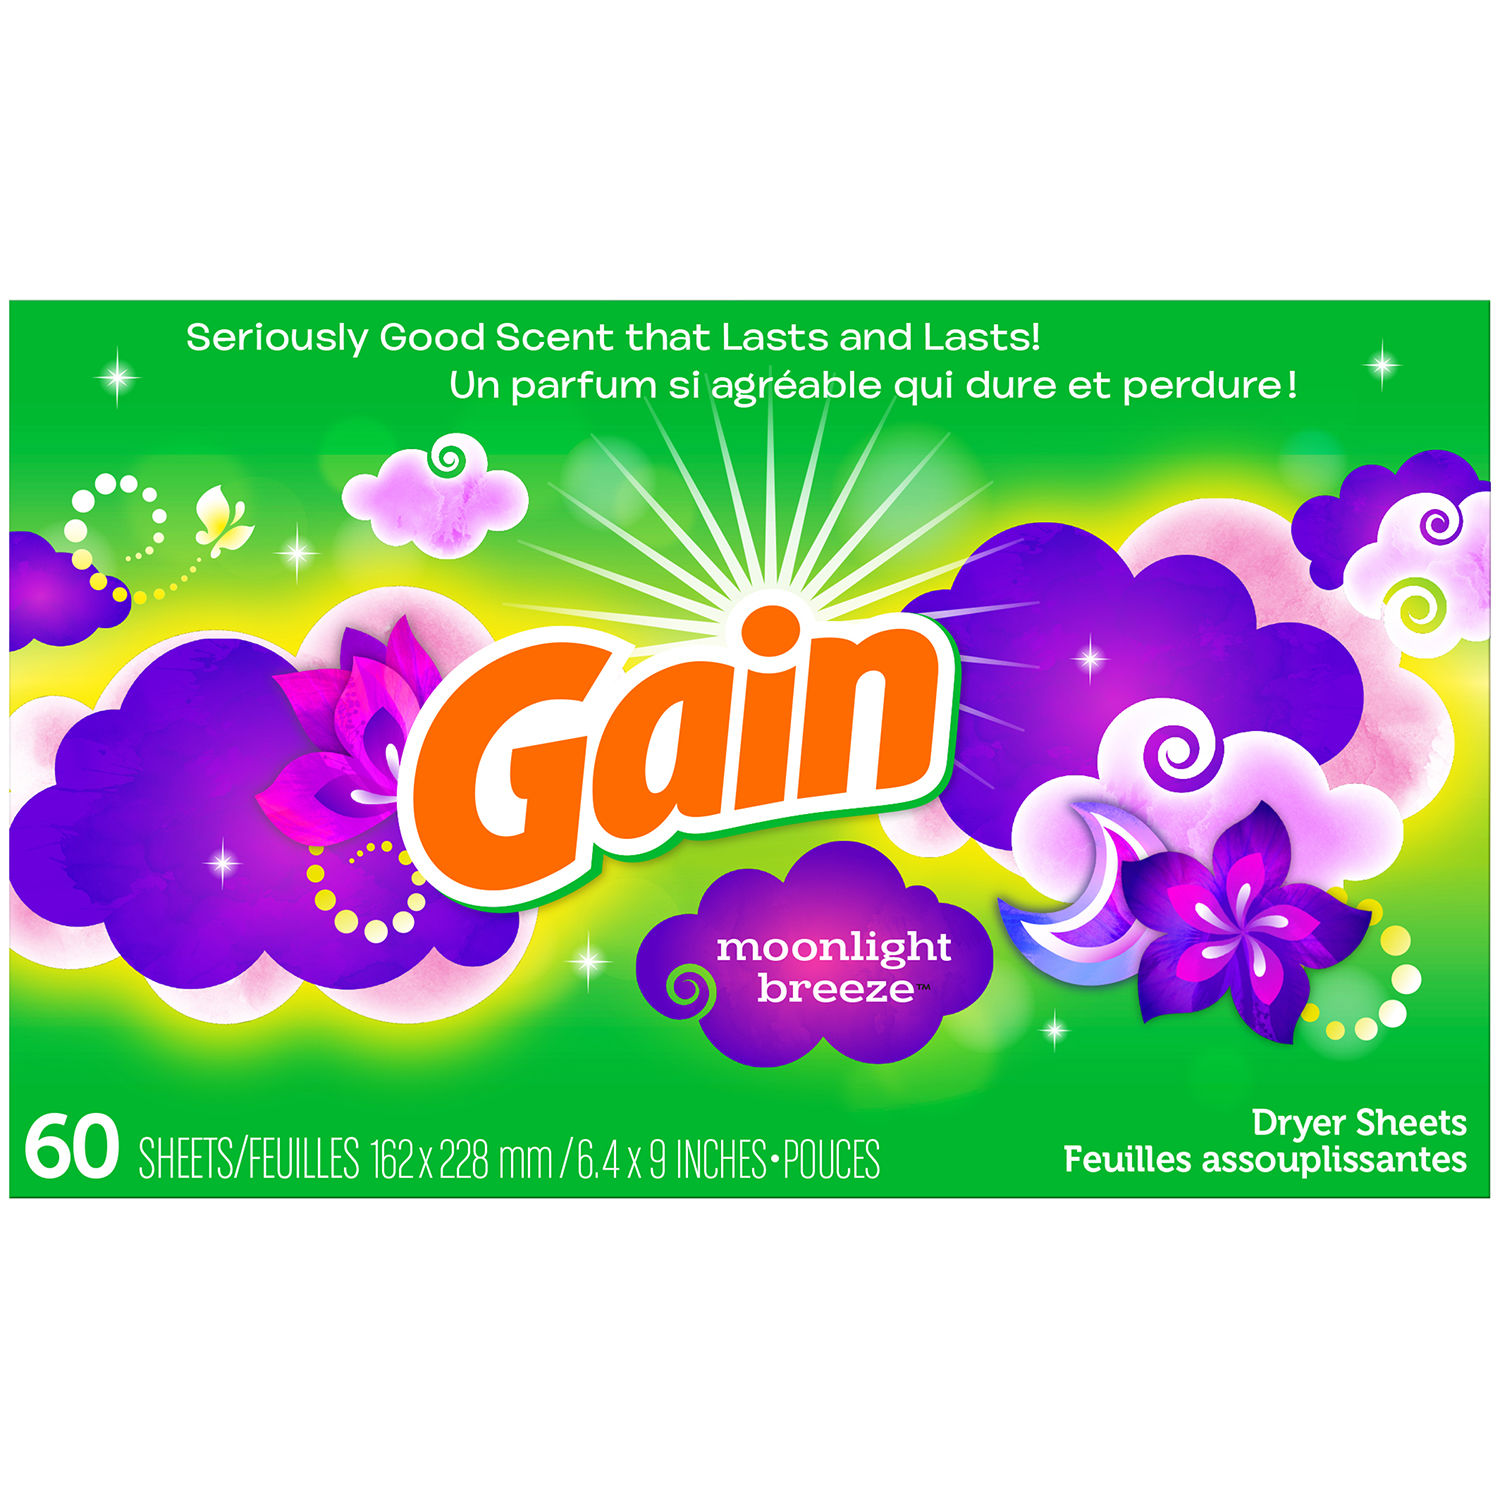 Seriously Good Scent that Lasts and Lasts!
Un parfum si agréable qui dure et perdure!
Gain
moonlight
breeze™
60 SHEETS/FEUILLES 162 x 228 mm / 6.4 x 9 INCHES•POUCES
Dryer Sheets
Feuilles assouplissantes